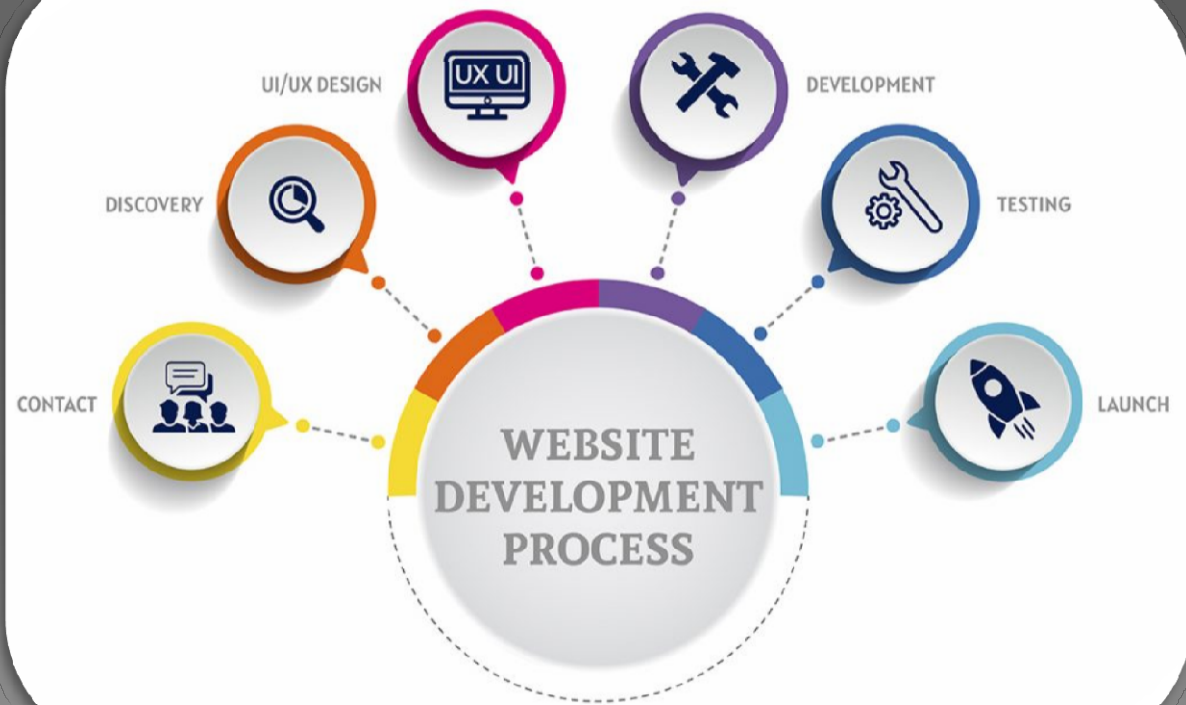 UX UI
UI/UX DESIGN
DEVELOPMENT
DISCOVERY
TESTING
CONTACT
LAUNCH
WEBSITE
DEVELOPMENT
PROCESS